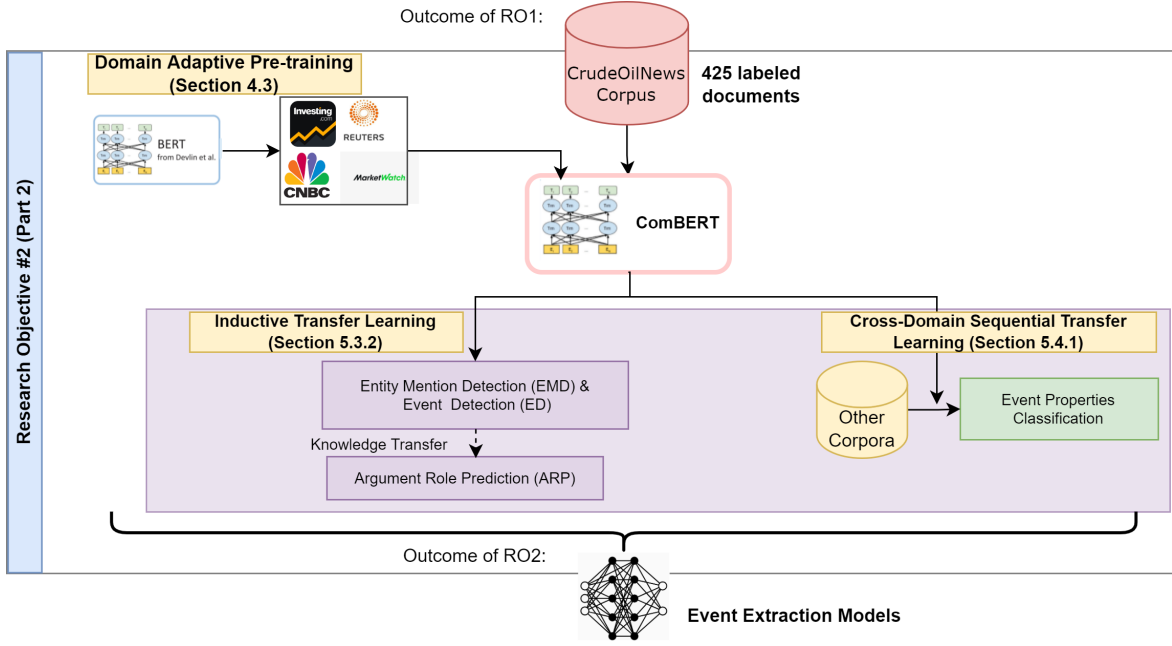 Outcome of RO1:
CrudeOilNews
Corpus
425 labeled
documents
Domain Adaptive Pre-training
(Section 4.3)
BERT
from Devlin et al.
Investing
.com
REUTERS
CNBC
MarketWatch
ComBERT
Research Objective #2 (Part 2)
Inductive Transfer Learning
(Section 5.3.2)
Cross-Domain Sequential Transfer
Learning (Section 5.4.1)
Entity Mention Detection (EMD) &
Event Detection (ED)
Knowledge Transfer
Argument Role Prediction (ARP)
Other
Corpora
Event Properties
Classification
Outcome of RO2:
Event Extraction Models